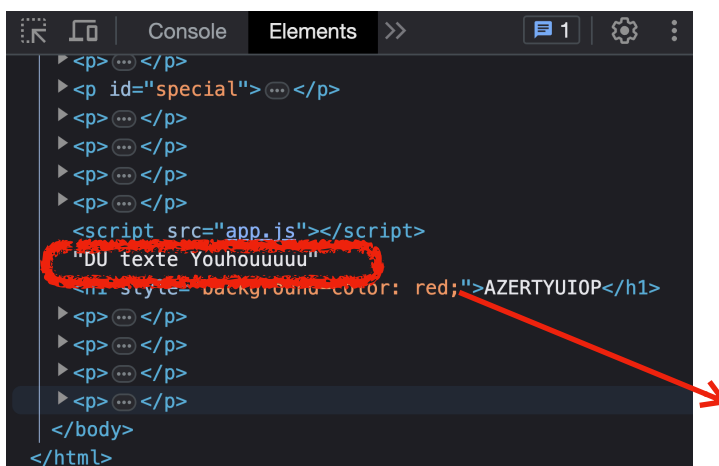 Console Elements 1
<p>…</p>
<p id="special">…</p>
<p>…</p>
<p>…</p>
<p>…</p>
<p>…</p>
<script src="app.js"></script>
"DU texte Youhouuuuu"
<h1 style="background-color: red;">AZERTYUIOP</h1>
<p>…</p>
<p>…</p>
<p>…</p>
<p>…</p>
</body>
</html>